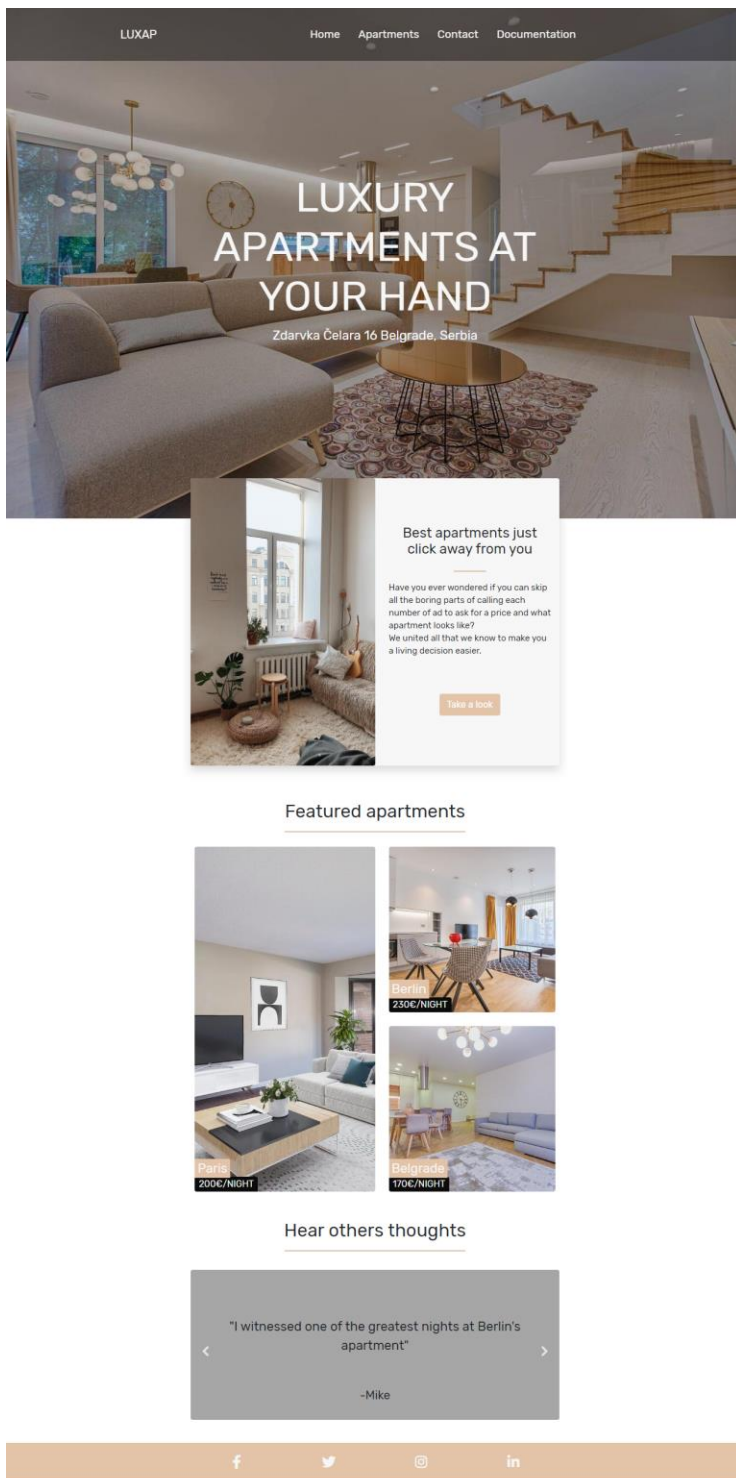 LUXAP
Home Apartments Contact Documentation
LUXURY
APARTMENTS AT
YOUR HAND
Zdarvka Čelara 16 Belgrade, Serbia
Best apartments just
click away from you
Have you ever wondered if you can skip
all the boring parts of calling each
number of ad to ask for a price and what
apartment looks like?
We united all that we know to make you
a living decision easier.
Take a look
Featured apartments
Berlin
230€/NIGHT
Paris
200€/NIGHT
Belgrade
170€/NIGHT
Hear others thoughts
"I witnessed one of the greatest nights at Berlin's
apartment"
-Mike